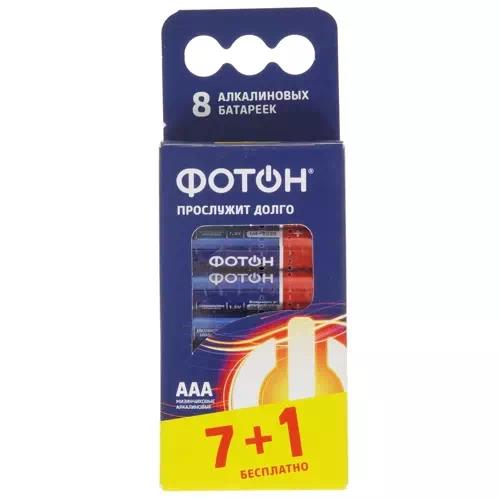 8 АЛКАЛИНОВЫХ
БАТАРЕЕК
ФОТОН®
ПРОСЛУЖИТ ДОЛГО
ФОТОН
ФОТОН
AAA
МИЗИНЧИКОВЫЕ
АЛКАЛИНОВЫЕ
7+1
БЕСПЛАТНО